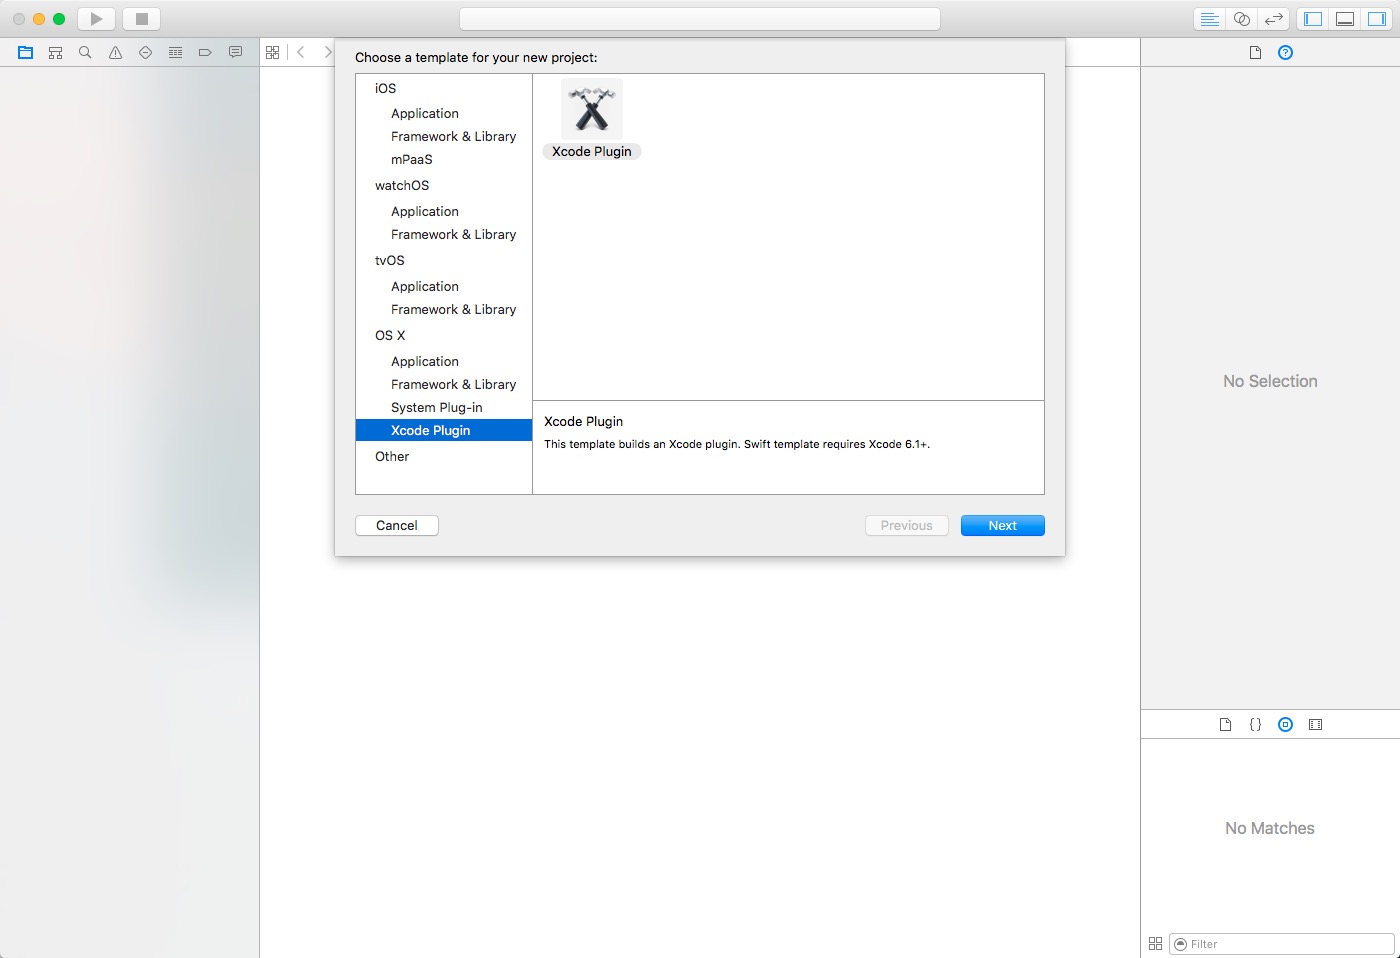 Choose a template for your new project:
iOS
Application
Framework & Library
mPaaS
watchOS
Application
Framework & Library
tvOS
Application
Framework & Library
OS X
Application
Framework & Library
System Plug-in
Xcode Plugin
Other
Xcode Plugin
Xcode Plugin
This template builds an Xcode plugin. Swift template requires Xcode 6.1+.
Cancel
Previous
Next
No Selection
{}
No Matches
Filter